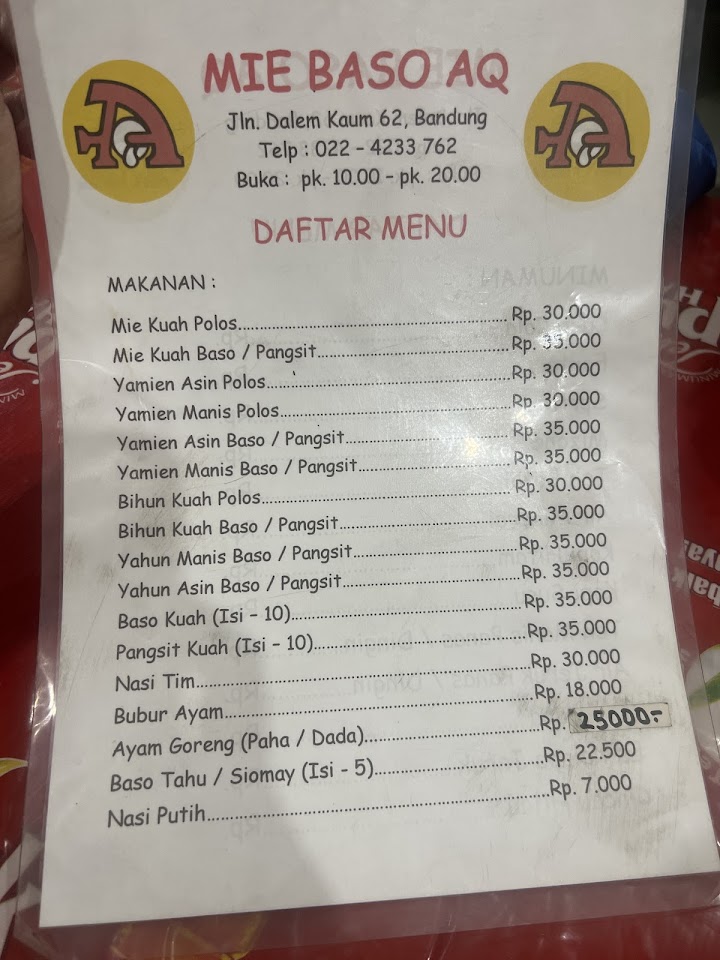 MIE BASO AQ
Jln. Dalem Kaum 62, Bandung
Telp : 022 - 4233 762
Buka : pk. 10.00 - pk. 20.00
DAFTAR MENU
MAKANAN :
Mie Kuah Polos........................ Rp. 30.000
Mie Kuah Baso / Pangsit........................ Rp. 35.000
Yamien Asin Polos........................ Rp. 30.000
Yamien Manis Polos........................ Rp. 30.000
Yamien Asin Baso / Pangsit........................ Rp. 35.000
Yamien Manis Baso / Pangsit........................ Rp. 35.000
Bihun Kuah Polos........................ Rp. 30.000
Bihun Kuah Baso / Pangsit........................ Rp. 35.000
Yahun Manis Baso / Pangsit........................ Rp. 35.000
Yahun Asin Baso / Pangsit........................ Rp. 35.000
Baso Kuah (Isi - 10)........................ Rp. 35.000
Pangsit Kuah (Isi - 10)........................ Rp. 35.000
Nasi Tim........................ Rp. 30.000
Bubur Ayam........................ Rp. 18.000
Ayam Goreng (Paha / Dada)........................ Rp. 25000-
Baso Tahu / Siomay (Isi - 5)........................ Rp. 22.500
Nasi Putih........................ Rp. 7.000